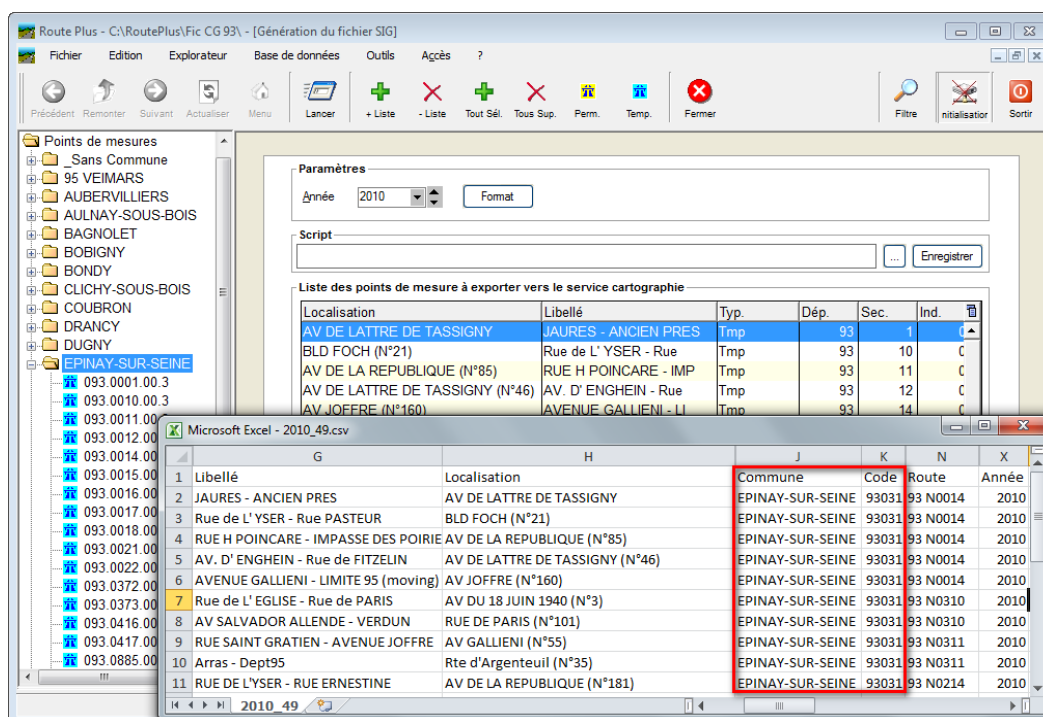 Route Plus - C:\RoutePlus\Fic CG 93\ - [Génération du fichier SIG]
Fichier Edition Explorateur Base de données Outils Accès ?
Précédent Remonter Suivant Actualiser Menu Lancer + Liste - Liste Tout Sél. Tous Sup. Perm. Temp. Fermer Filtre nitialisation Sortir
Points de mesures
_Sans Commune
95 VEIMARS
AUBERVILLIERS
AULNAY-SOUS-BOIS
BAGNOLET
BOBIGNY
BONDY
CLICHY-SOUS-BOIS
COUBRON
DRANCY
DUGNY
EPINAY-SUR-SEINE
093.0001.00.3
093.0010.00.3
093.0011.00
093.0012.00
093.0014.00
093.0015.00
093.0016.00
093.0017.00
093.0018.00
093.0021.00
093.0022.00
093.0372.00
093.0373.00
093.0416.00
093.0417.00
093.0885.00
Paramètres
Année 2010 Format
Script
... Enregistrer
Liste des points de mesure à exporter vers le service cartographie
Localisation Libellé Typ. Dép. Sec. Ind.
AV DE LATTRE DE TASSIGNY JAURES - ANCIEN PRES Tmp 93 1 0
BLD FOCH (N°21) Rue de L' YSER - Rue Tmp 93 10 0
AV DE LA REPUBLIQUE (N°85) RUE H POINCARE - IMP Tmp 93 11 0
AV DE LATTRE DE TASSIGNY (N°46) AV. D' ENGHEIN - Rue Tmp 93 12 0
AV JOFFRE (N°160) AVENUE GALLIENI - LI Tmp 93 14 0
Microsoft Excel - 2010_49.csv
G H J K N X
1 Libellé Localisation Commune Code Route Année
2 JAURES - ANCIEN PRES AV DE LATTRE DE TASSIGNY EPINAY-SUR-SEINE 93031 93 N0014 2010
3 Rue de L' YSER - Rue PASTEUR BLD FOCH (N°21) EPINAY-SUR-SEINE 93031 93 N0014 2010
4 RUE H POINCARE - IMPASSE DES POIRIE AV DE LA REPUBLIQUE (N°85) EPINAY-SUR-SEINE 93031 93 N0014 2010
5 AV. D' ENGHEIN - Rue de FITZELIN AV DE LATTRE DE TASSIGNY (N°46) EPINAY-SUR-SEINE 93031 93 N0014 2010
6 AVENUE GALLIENI - LIMITE 95 (moving) AV JOFFRE (N°160) EPINAY-SUR-SEINE 93031 93 N0014 2010
7 Rue de L' EGLISE - Rue de PARIS AV DU 18 JUIN 1940 (N°3) EPINAY-SUR-SEINE 93031 93 N0310 2010
8 AV SALVADOR ALLENDE - VERDUN RUE DE PARIS (N°101) EPINAY-SUR-SEINE 93031 93 N0310 2010
9 RUE SAINT GRATIEN - AVENUE JOFFRE AV GALLIENI (N°55) EPINAY-SUR-SEINE 93031 93 N0311 2010
10 Arras - Dept95 Rte d'Argenteuil (N°35) EPINAY-SUR-SEINE 93031 93 N0311 2010
11 RUE DE L'YSER - RUE ERNESTINE AV DE LA REPUBLIQUE (N°181) EPINAY-SUR-SEINE 93031 93 N0214 2010
2010_49